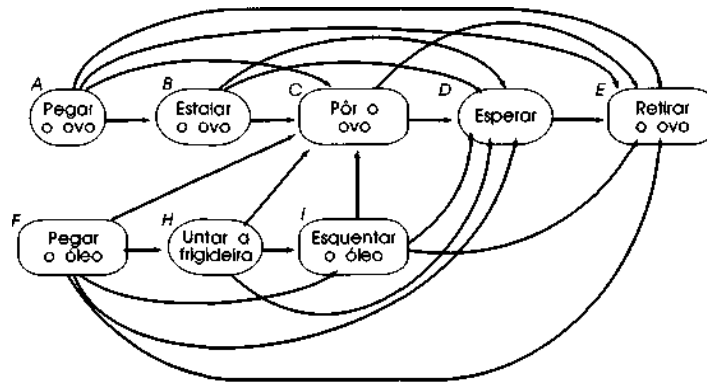 A
Pegar
o ovo
B
Estalar
o ovo
C
Pôr o
ovo
D
Esperar
E
Retirar
o ovo
F
Pegar
o óleo
H
Untar a
frigideira
I
Esquentar
o óleo